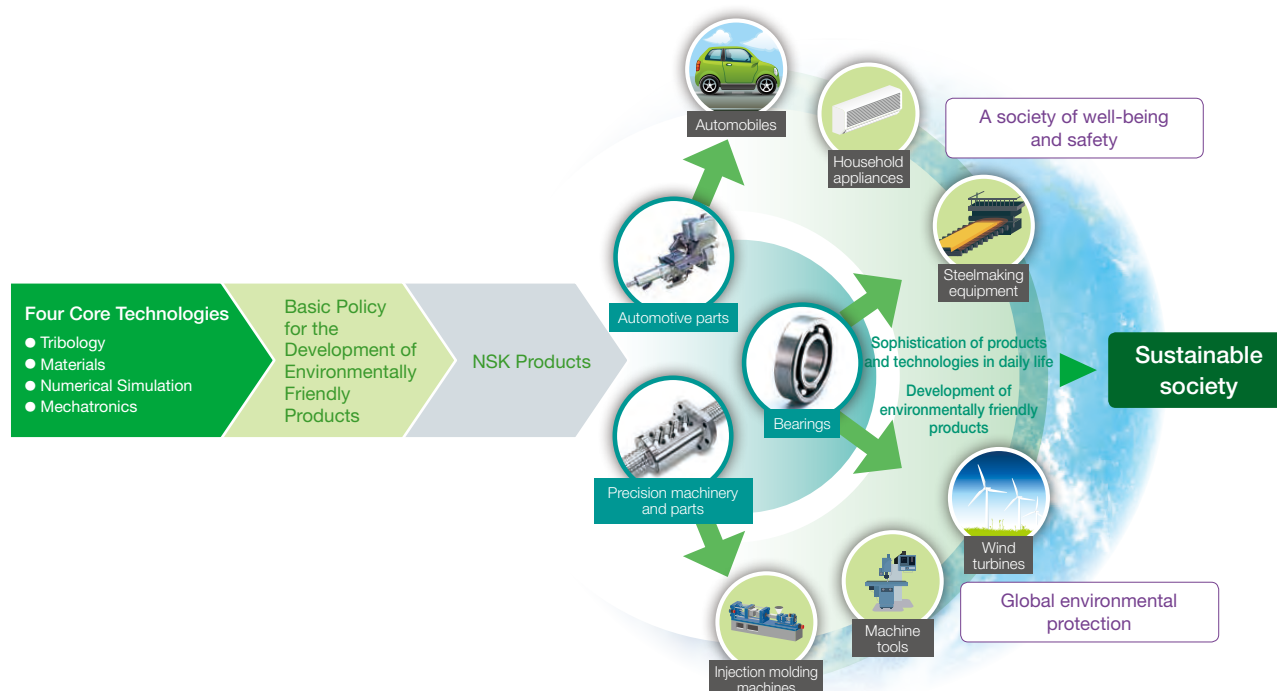 Four Core Technologies
● Tribology
● Materials
● Numerical Simulation
● Mechatronics
Basic Policy
for the
Development of
Environmentally
Friendly
Products
NSK Products
Automotive parts
Precision machinery
and parts
Bearings
Automobiles
Household
appliances
Steelmaking
equipment
Sophistication of products
and technologies in daily life
Development of
environmentally friendly
products
Wind
turbines
Machine
tools
Injection molding
machines
A society of well-being
and safety
Global environmental
protection
Sustainable
society